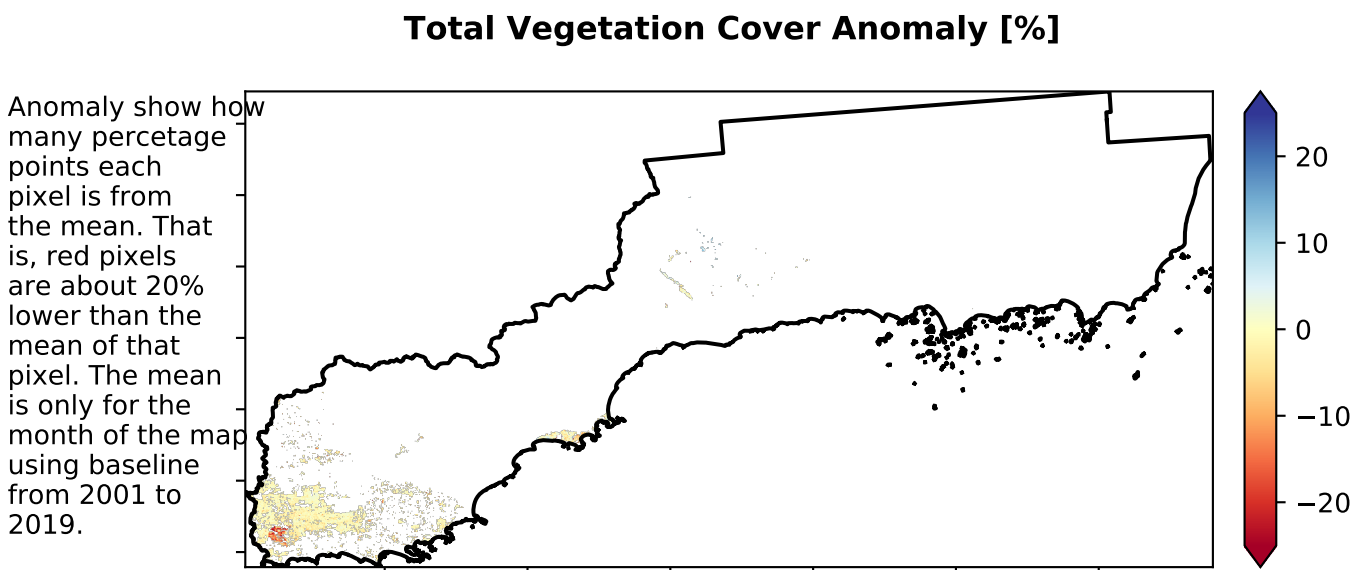 Total Vegetation Cover Anomaly [%]
Anomaly show how
many percetage
points each
pixel is from
the mean. That
is, red pixels
are about 20%
lower than the
mean of that
pixel. The mean
is only for the
month of the map
using baseline
from 2001 to
2019.
20
10
0
−10
−20